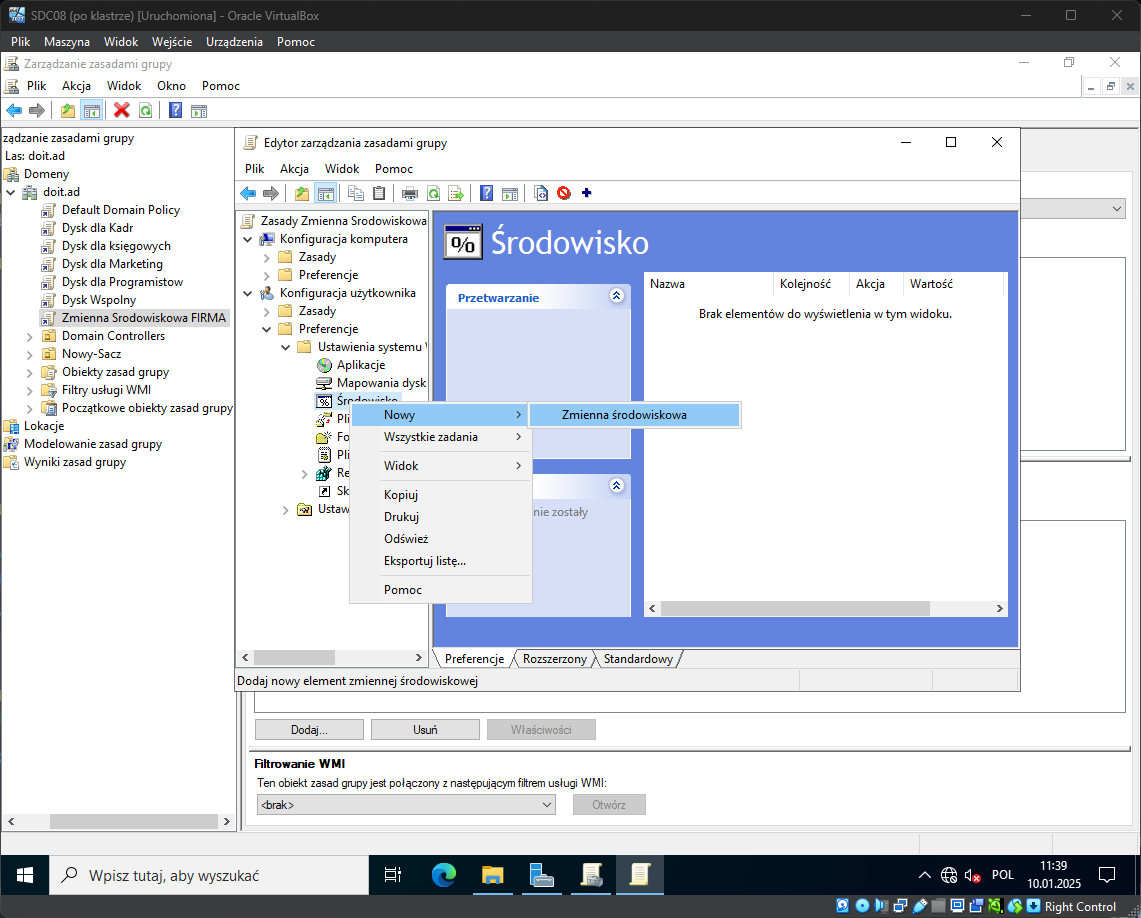 SDC08 (po klastrze) [Uruchomiona] - Oracle VirtualBox
Plik Maszyna Widok Wejście Urządzenia Pomoc
Zarządzanie zasadami grupy
Plik Akcja Widok Okno Pomoc
ządzanie zasadami grupy
Las: doit.ad
Domeny
doit.ad
Default Domain Policy
Dysk dla Kadr
Dysk dla księgowych
Dysk dla Marketing
Dysk dla Programistow
Dysk Wspolny
Zmienna Srodowiskowa FIRMA
Domain Controllers
Nowy-Sacz
Obiekty zasad grupy
Filtry usługi WMI
Początkowe obiekty zasad grupy
Lokacje
Modelowanie zasad grupy
Wyniki zasad grupy
Edytor zarządzania zasadami grupy
Plik Akcja Widok Pomoc
Zasady Zmienna Srodowiskowa
Konfiguracja komputera
Zasady
Preferencje
Konfiguracja użytkownika
Zasady
Preferencje
Ustawienia systemu
Aplikacje
Mapowania dysk
Środowisko
Pli
Fo
Pli
Re
Sk
Ustaw
Nowy
Wszystkie zadania
Widok
Kopiuj
Drukuj
Odśwież
Eksportuj listę...
Pomoc
Zmienna środowiskowa
% Środowisko
Przetwarzanie
nie zostały
Nazwa Kolejność Akcja Wartość
Brak elementów do wyświetlenia w tym widoku.
Preferencje Rozszerzony Standardowy
Dodaj nowy element zmiennej środowiskowej
Dodaj... Usuń Właściwości
Filtrowanie WMI
Ten obiekt zasad grupy jest połączony z następującym filtrem usługi WMI:
<brak> Otwórz
Wpisz tutaj, aby wyszukać
POL
11:39
10.01.2025
Right Control